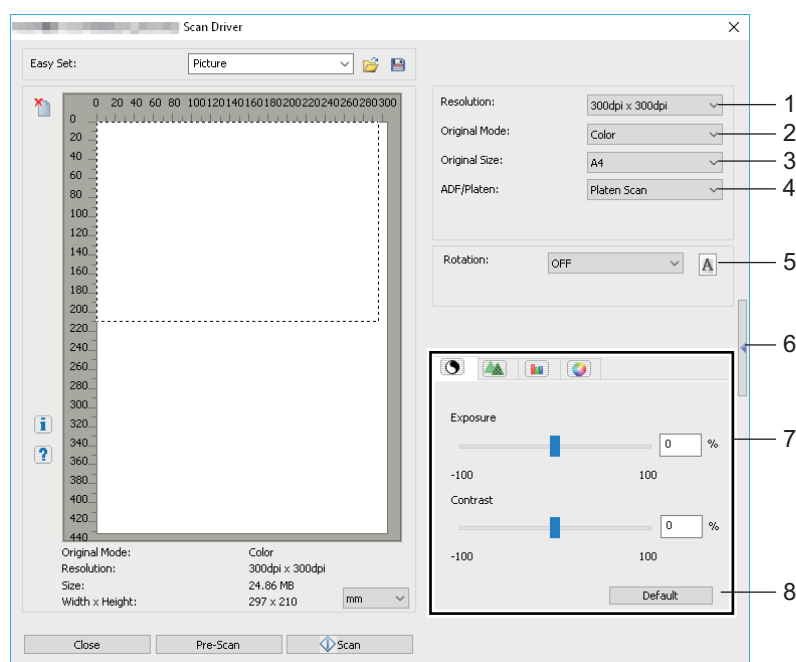 Scan Driver
Easy Set: Picture
0 20 40 60 80 100 120 140 160 180 200 220 240 260 280 300
0
20
40
60
80
100
120
140
160
180
200
220
240
260
280
300
320
340
360
380
400
420
440
Original Mode: Color
Resolution: 300dpi x 300dpi
Size: 24.86 MB
Width x Height: 297 x 210 mm
Close Pre-Scan Scan
Resolution: 300dpi x 300dpi 1
Original Mode: Color 2
Original Size: A4 3
ADF/Platen: Platen Scan 4
Rotation: OFF A 5
6
Exposure
0 % 7
-100 100
Contrast
0 %
-100 100
Default 8